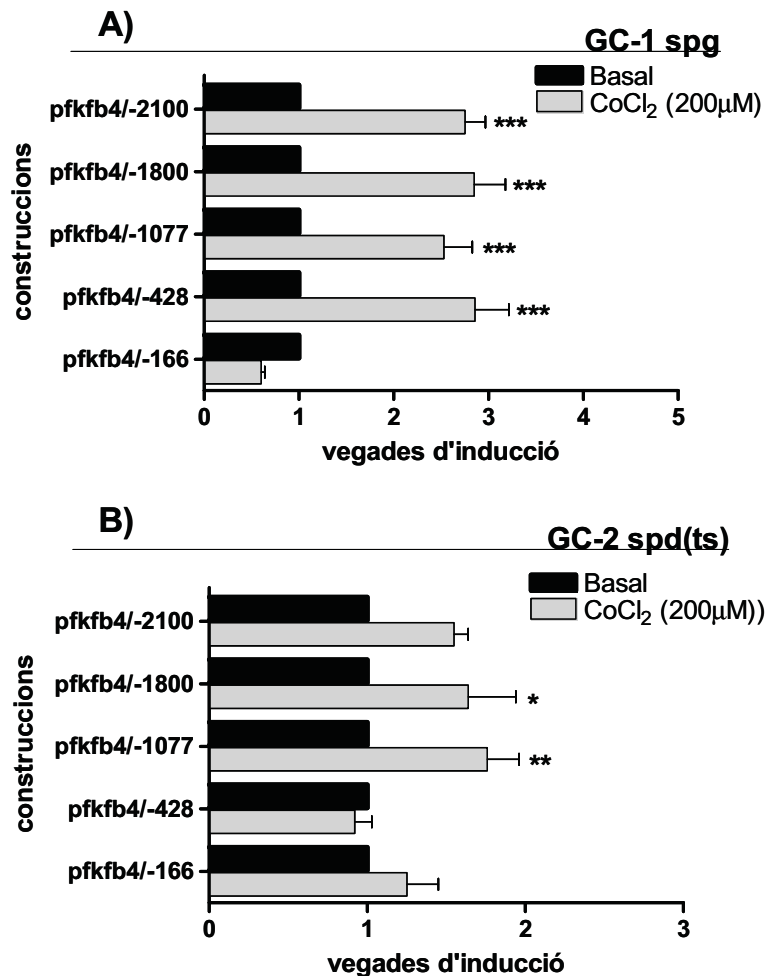 A)
GC-1 spg
Basal
CoCl₂ (200µM)
construccions
pfkfb4/-2100
***
pfkfb4/-1800
***
pfkfb4/-1077
***
pfkfb4/-428
***
pfkfb4/-166
0 1 2 3 4 5
vegades d'inducció
B)
GC-2 spd(ts)
Basal
CoCl₂ (200µM))
construccions
pfkfb4/-2100
pfkfb4/-1800
*
pfkfb4/-1077
**
pfkfb4/-428
pfkfb4/-166
0 1 2 3
vegades d'inducció